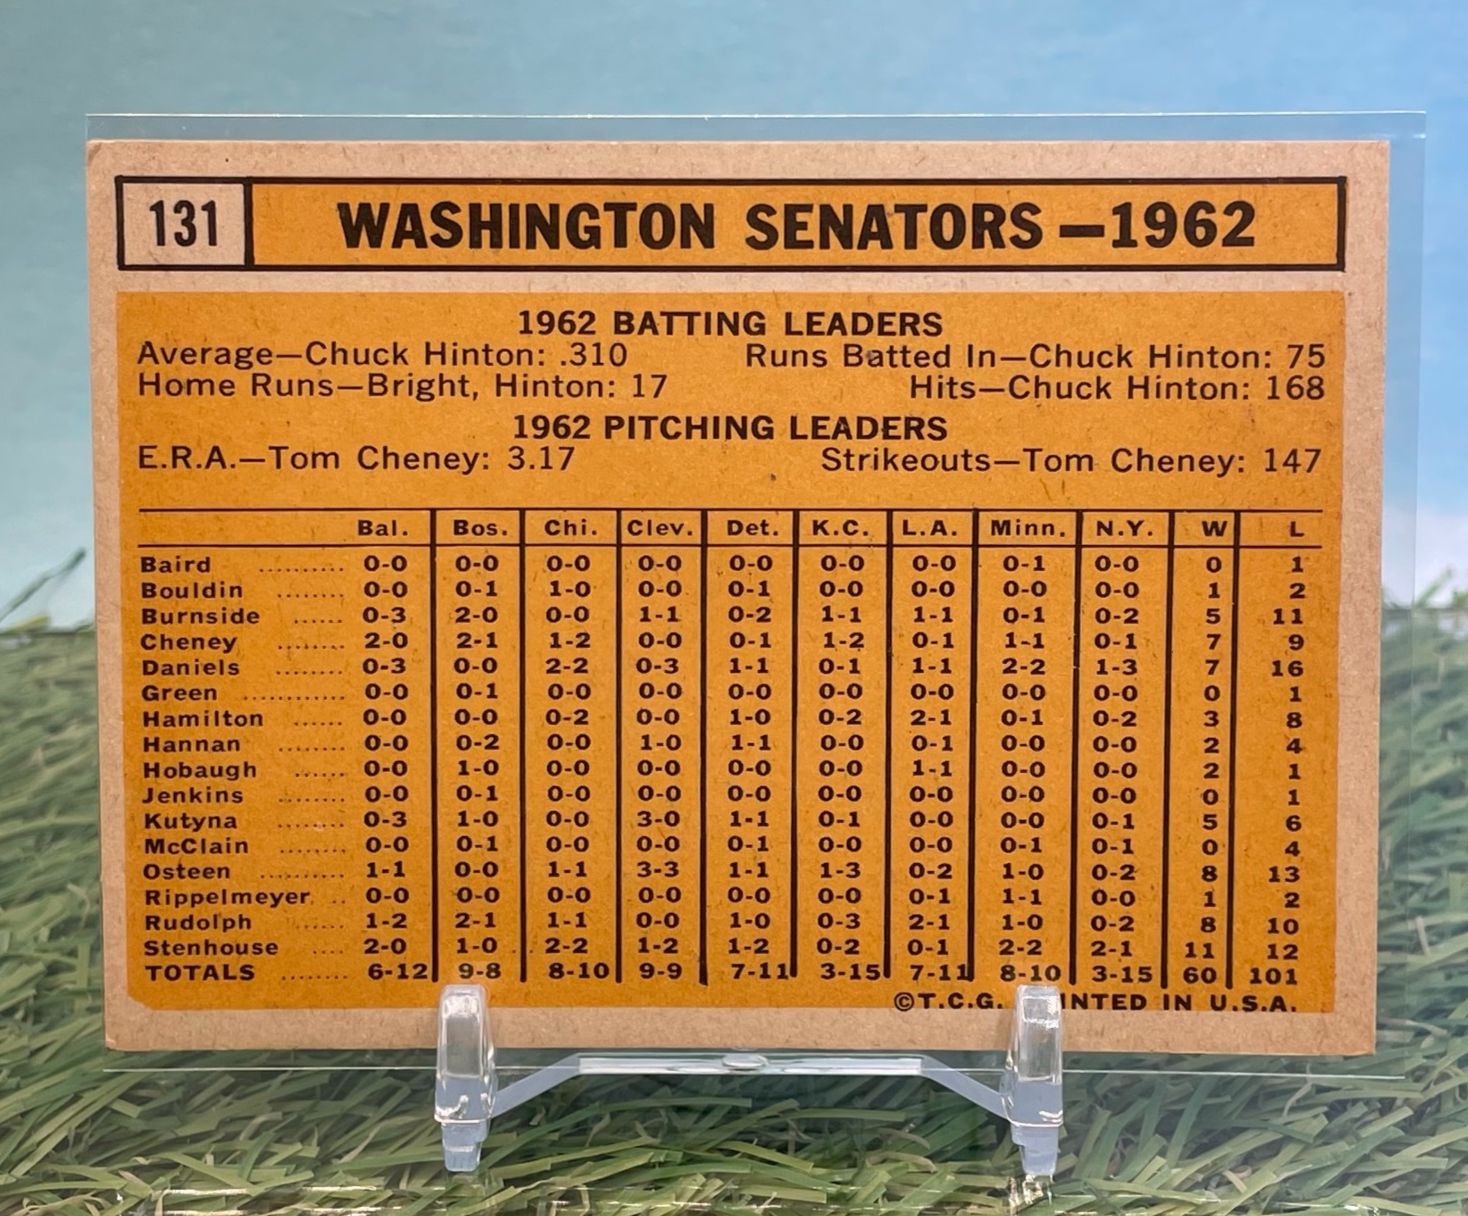 131 WASHINGTON SENATORS —1962
1962 BATTING LEADERS
Average—Chuck Hinton: .310 Runs Batted In—Chuck Hinton: 75
Home Runs—Bright, Hinton: 17 Hits—Chuck Hinton: 168
1962 PITCHING LEADERS
E.R.A.—Tom Cheney: 3.17 Strikeouts—Tom Cheney: 147
Bal. Bos. Chi. Clev. Det. K.C. L.A. Minn. N.Y. W L
Baird .......... 0-0 0-0 0-0 0-0 0-0 0-0 0-0 0-1 0-0 0 1
Bouldin ........ 0-0 0-1 1-0 0-0 0-1 0-0 0-0 0-0 0-0 1 2
Burnside ...... 0-3 2-0 0-0 1-1 0-2 1-1 1-1 0-1 0-2 5 11
Cheney ........ 2-0 2-1 1-2 0-0 0-1 1-2 0-1 1-1 0-1 7 9
Daniels ........ 0-3 0-0 2-2 0-3 1-1 0-1 1-1 2-2 1-3 7 16
Green ............ 0-0 0-1 0-0 0-0 0-0 0-0 0-0 0-0 0-0 0 1
Hamilton ...... 0-0 0-0 0-2 0-0 1-0 0-2 2-1 0-1 0-2 3 8
Hannan ........ 0-0 0-2 0-0 1-0 1-1 0-0 0-1 0-0 0-0 2 4
Hobaugh ...... 0-0 1-0 0-0 0-0 0-0 0-0 1-1 0-0 0-0 2 1
Jenkins ........ 0-0 0-1 0-0 0-0 0-0 0-0 0-0 0-0 0-0 0 1
Kutyna ........ 0-3 1-0 0-0 3-0 1-1 0-1 0-0 0-0 0-1 5 6
McClain ........ 0-0 0-1 0-0 0-0 0-1 0-0 0-0 0-1 0-1 0 4
Osteen .......... 1-1 0-0 1-1 3-3 1-1 1-3 0-2 1-0 0-2 8 13
Rippelmeyer .. 0-0 0-0 0-0 0-0 0-0 0-0 0-1 1-1 0-0 1 2
Rudolph ...... 1-2 2-1 1-1 0-0 1-0 0-3 2-1 1-0 0-2 8 10
Stenhouse .... 2-0 1-0 2-2 1-2 1-2 0-2 0-1 2-2 2-1 11 12
TOTALS ........ 6-12 9-8 8-10 9-9 7-11 3-15 7-11 8-10 3-15 60 101
©T.C.G. INTED IN U.S.A.